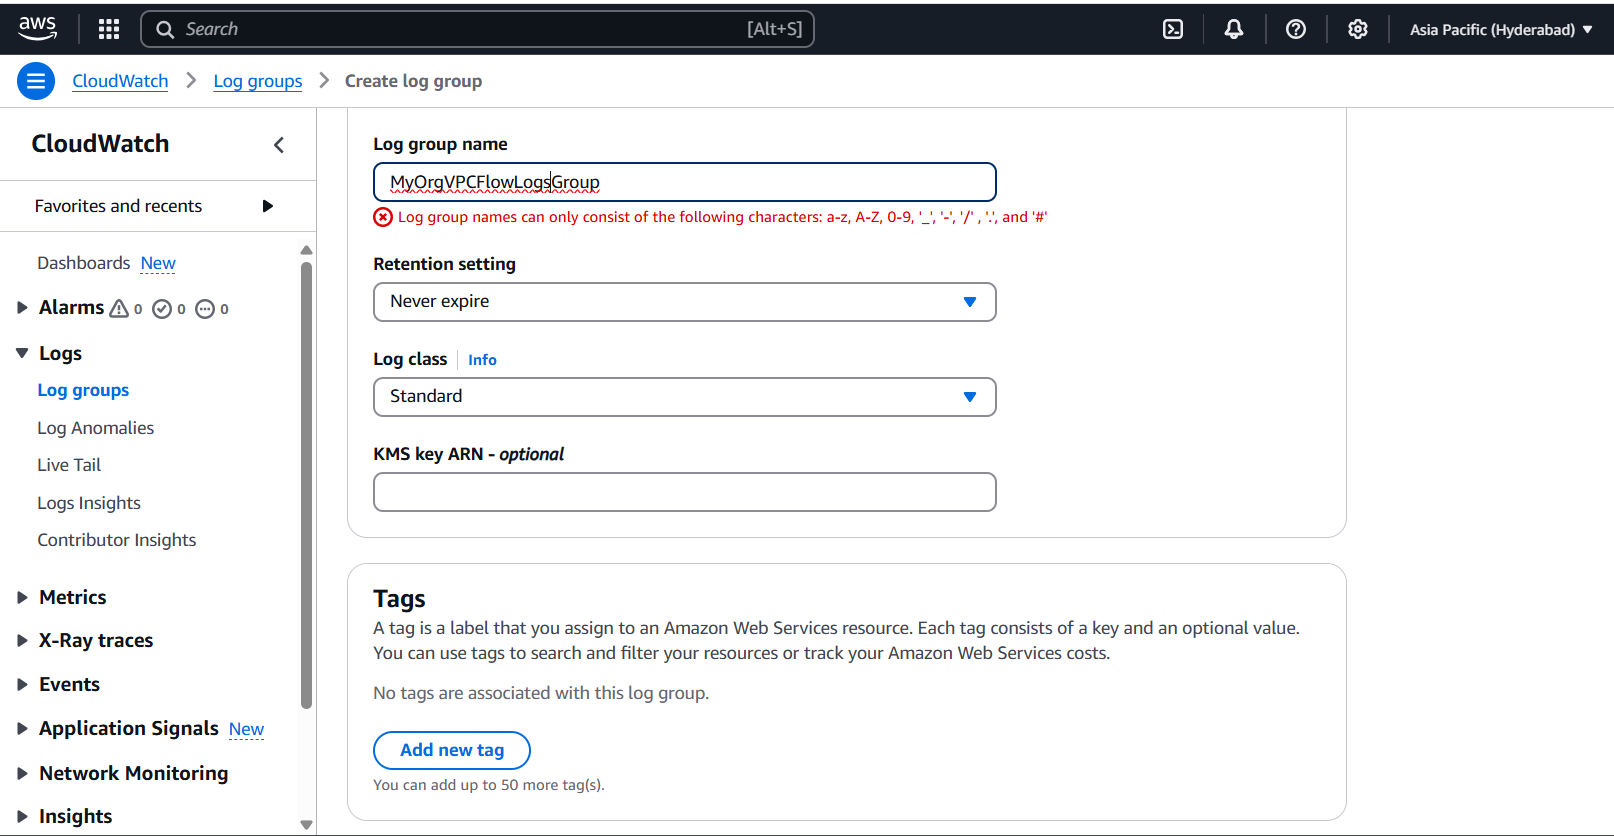 aws Search [Alt+S] Asia Pacific (Hyderabad)
CloudWatch Log groups Create log group
CloudWatch
Favorites and recents
Dashboards New
Alarms 0 0 0
Logs
Log groups
Log Anomalies
Live Tail
Logs Insights
Contributor Insights
Metrics
X-Ray traces
Events
Application Signals New
Network Monitoring
Insights
Log group name
MyOrgVPCFlowLogsGroup
Log group names can only consist of the following characters: a-z, A-Z, 0-9, '_', '-', '/' , '.', and '#'
Retention setting
Never expire
Log class Info
Standard
KMS key ARN - optional
Tags
A tag is a label that you assign to an Amazon Web Services resource. Each tag consists of a key and an optional value.
You can use tags to search and filter your resources or track your Amazon Web Services costs.
No tags are associated with this log group.
Add new tag
You can add up to 50 more tag(s).